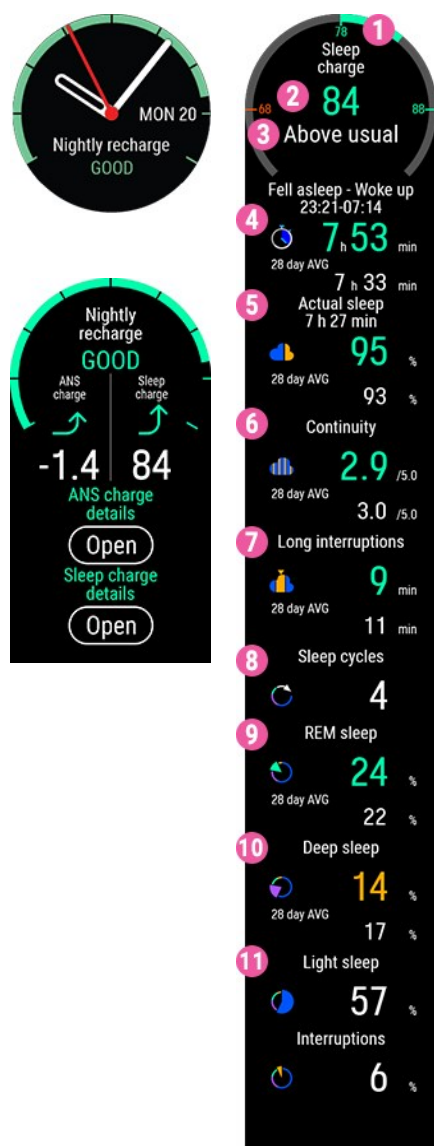 MON 20
Nightly recharge
GOOD
Nightly
recharge
GOOD
ANS
charge
Sleep
charge
-1.4
84
ANS charge
details
Open
Sleep charge
details
Open
1
78
Sleep
charge
68
2
84
88
3
Above usual
Fell asleep - Woke up
23:21-07:14
4
7 h 53 min
28 day AVG
7 h 33 min
5
Actual sleep
7 h 27 min
95 %
28 day AVG
93 %
6
Continuity
2.9 /5.0
28 day AVG
3.0 /5.0
7
Long interruptions
9 min
28 day AVG
11 min
8
Sleep cycles
4
9
REM sleep
24 %
28 day AVG
22 %
10
Deep sleep
14 %
28 day AVG
17 %
11
Light sleep
57 %
Interruptions
6 %